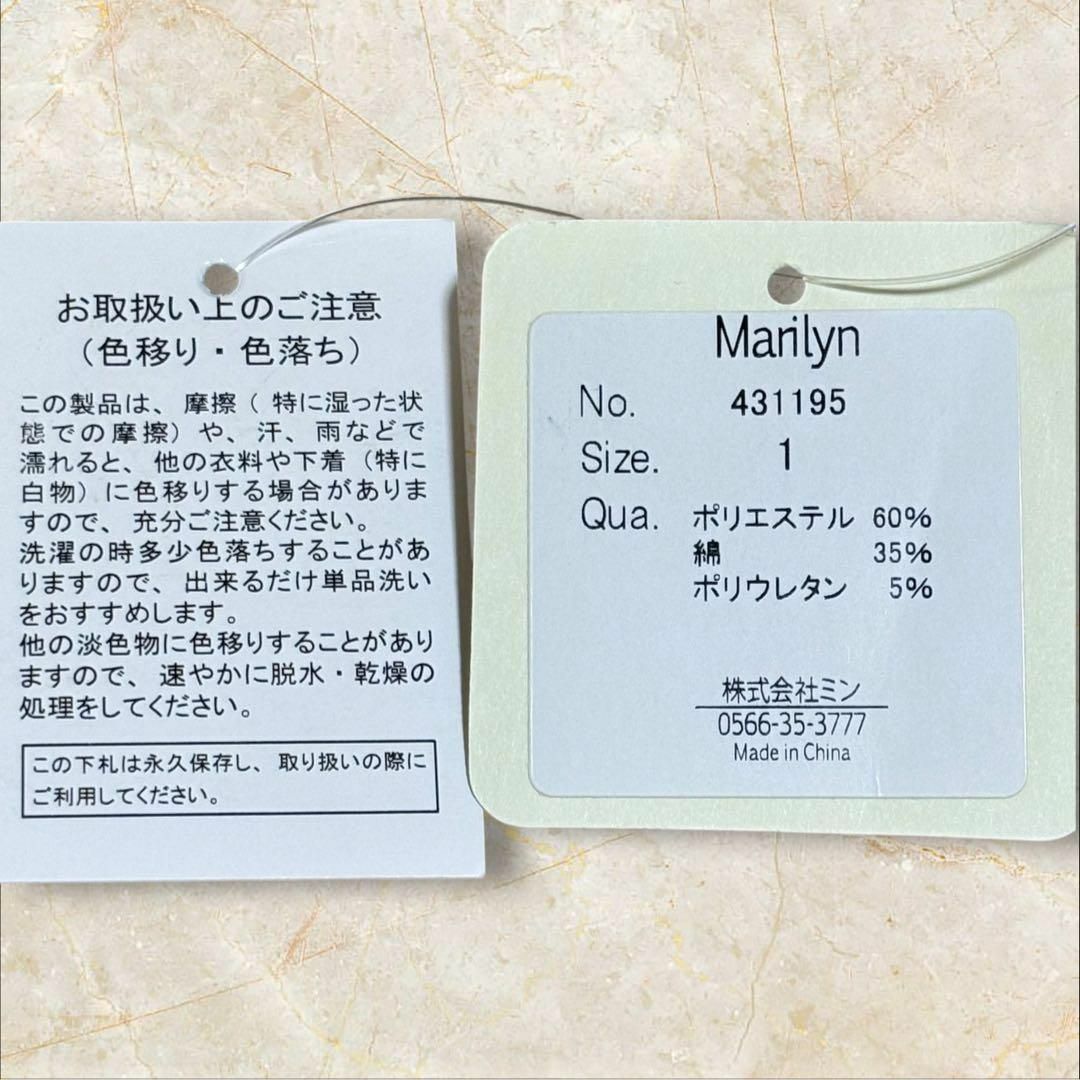 お取扱い上のご注意
（色移り・色落ち）
この製品は、摩擦（特に湿った状
態での摩擦）や、汗、雨などで
濡れると、他の衣料や下着（特に
白物）に色移りする場合がありま
すので、充分ご注意ください。
洗濯の時多少色落ちすることがあ
りますので、出来るだけ単品洗い
をおすすめします。
他の淡色物に色移りすることがあり
ますので、速やかに脱水・乾燥の
処理をしてください。
この下札は永久保存し、取り扱いの際に
ご利用してください。
Marilyn
No. 431195
Size. 1
Qua. ポリエステル 60%
綿 35%
ポリウレタン 5%
株式会社ミン
0566-35-3777
Made in China